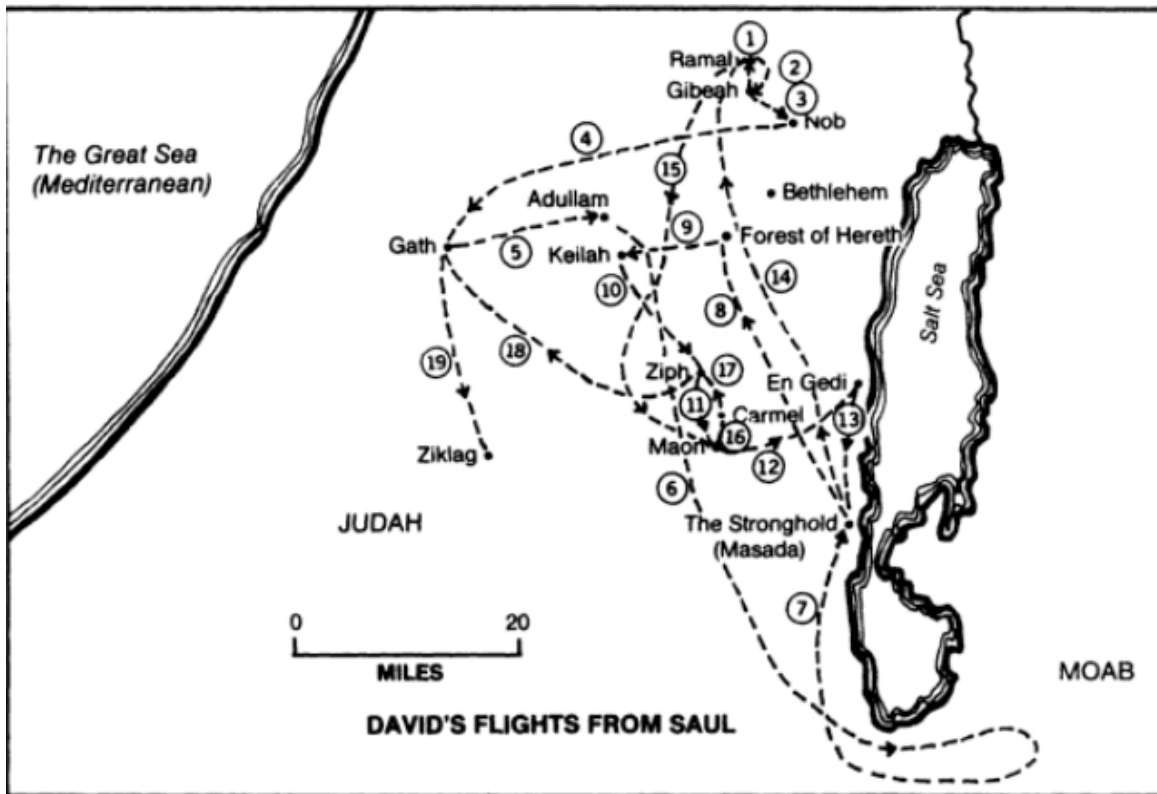 1
Ramal
2
Gibeah
3
Nob
4
The Great Sea
(Mediterranean)
15
Bethlehem
Adullam
9
Forest of Hereth
Gath
5
Keilah
14
10
8
Salt Sea
18
19
Ziph
17
En Gedi
11
Carmel
13
16
Maon
12
Ziklag
6
JUDAH
The Stronghold
(Masada)
7
0 20
MILES
MOAB
DAVID'S FLIGHTS FROM SAUL